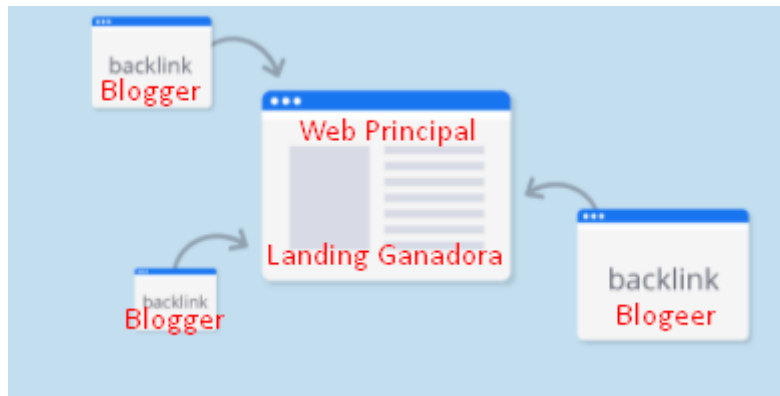 backlink
Blogger
Web Principal
Landing Ganadora
backlink
Blogger
backlink
Blogeer